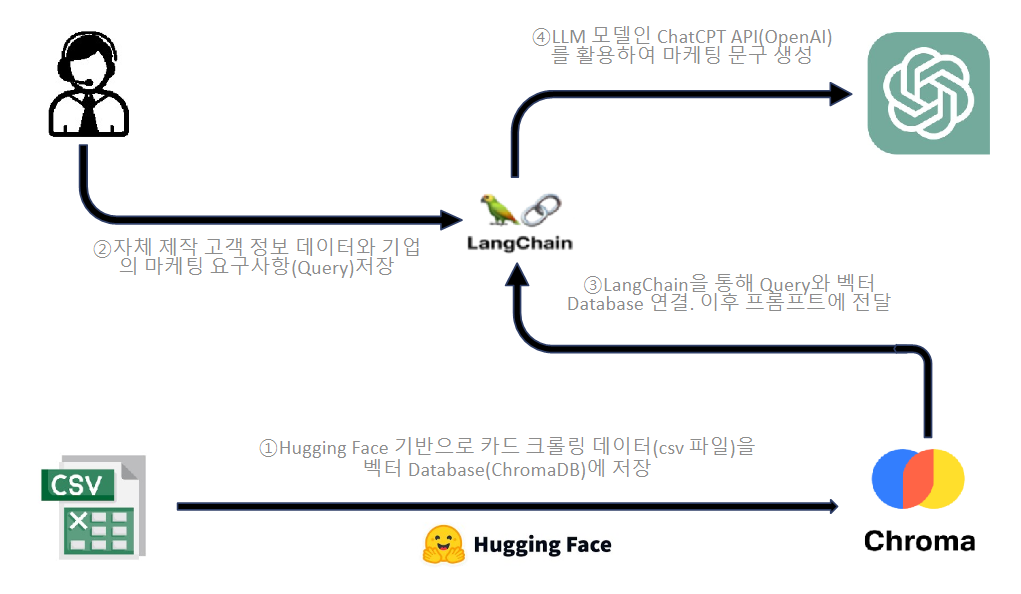 ④LLM 모델인 ChatCPT API(OpenAI)
를 활용하여 마케팅 문구 생성
LangChain
②자체 제작 고객 정보 데이터와 기업
의 마케팅 요구사항(Query)저장
③LangChain을 통해 Query와 벡터
Database 연결. 이후 프롬프트에 전달
①Hugging Face 기반으로 카드 크롤링 데이터(csv 파일)을
벡터 Database(ChromaDB)에 저장
CSV
Hugging Face
Chroma